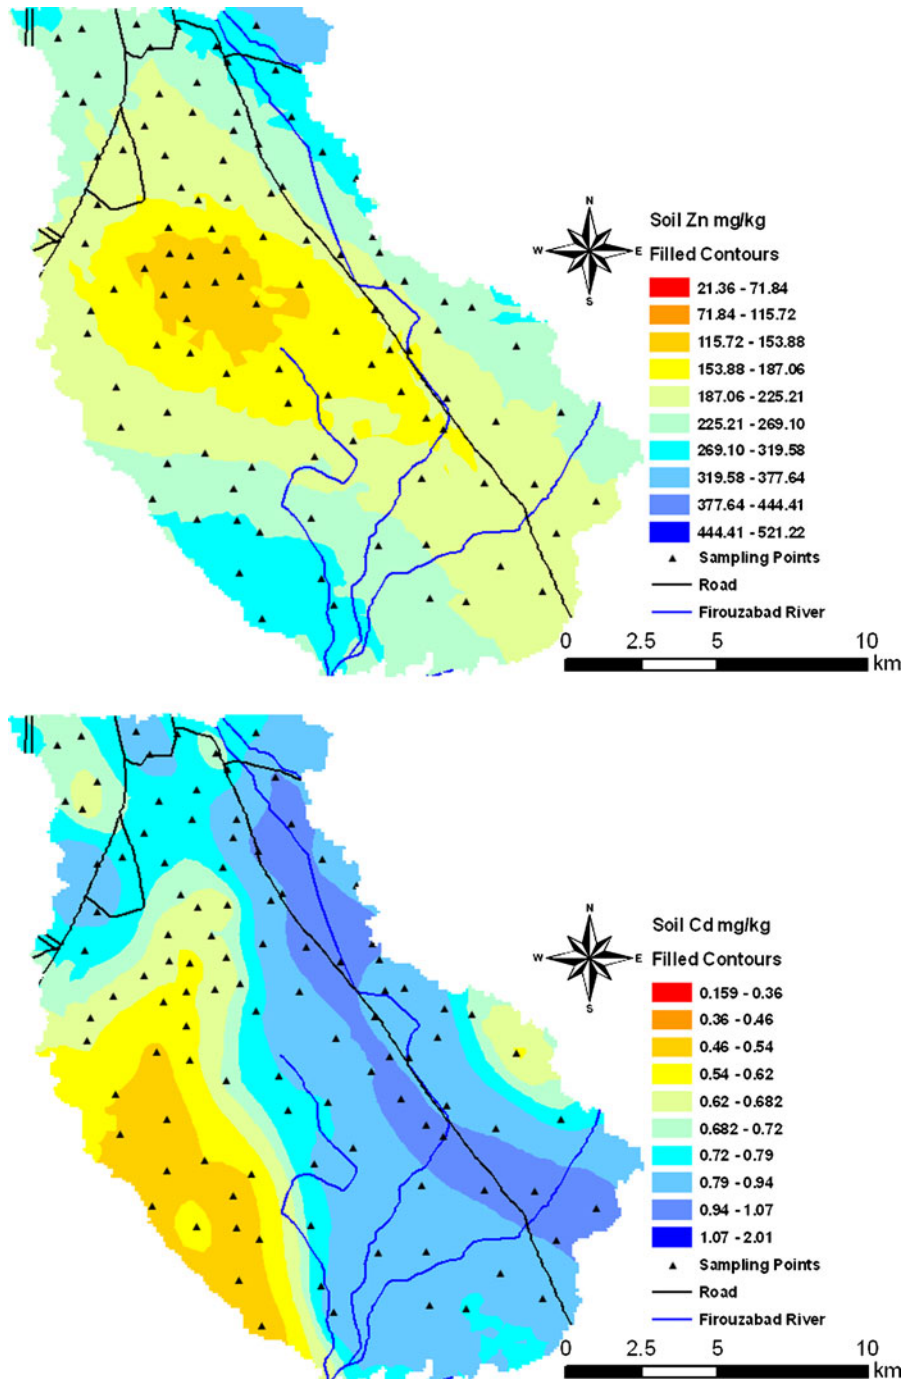 N
W E
S
Soil Zn mg/kg
Filled Contours
21.36 - 71.84
71.84 - 115.72
115.72 - 153.88
153.88 - 187.06
187.06 - 225.21
225.21 - 269.10
269.10 - 319.58
319.58 - 377.64
377.64 - 444.41
444.41 - 521.22
Sampling Points
Road
Firouzabad River
0 2.5 5 10
km
N
W E
S
Soil Cd mg/kg
Filled Contours
0.159 - 0.36
0.36 - 0.46
0.46 - 0.54
0.54 - 0.62
0.62 - 0.682
0.682 - 0.72
0.72 - 0.79
0.79 - 0.94
0.94 - 1.07
1.07 - 2.01
Sampling Points
Road
Firouzabad River
0 2.5 5 10
km